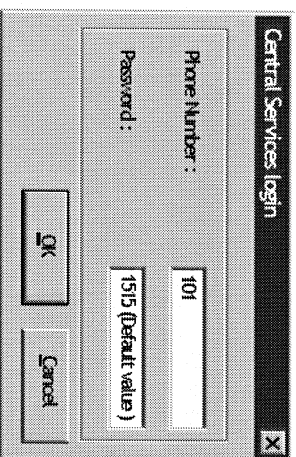 Central Services login
Phone Number : 101
Password : 1515 (Default value )
OK Cancel